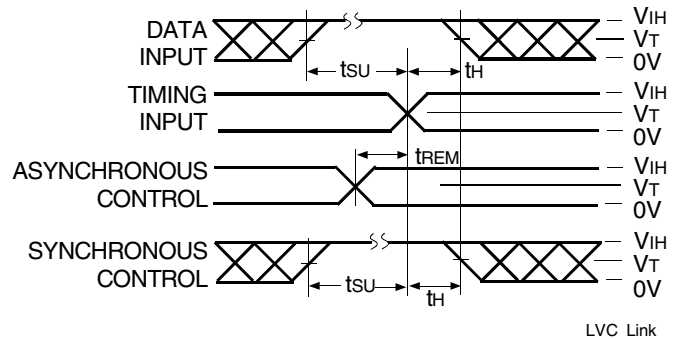 DATA
INPUT
tSU
tH
VIH
VT
0V
TIMING
INPUT
VIH
VT
0V
tREM
ASYNCHRONOUS
CONTROL
VIH
VT
0V
SYNCHRONOUS
CONTROL
tSU
tH
VIH
VT
0V
LVC Link